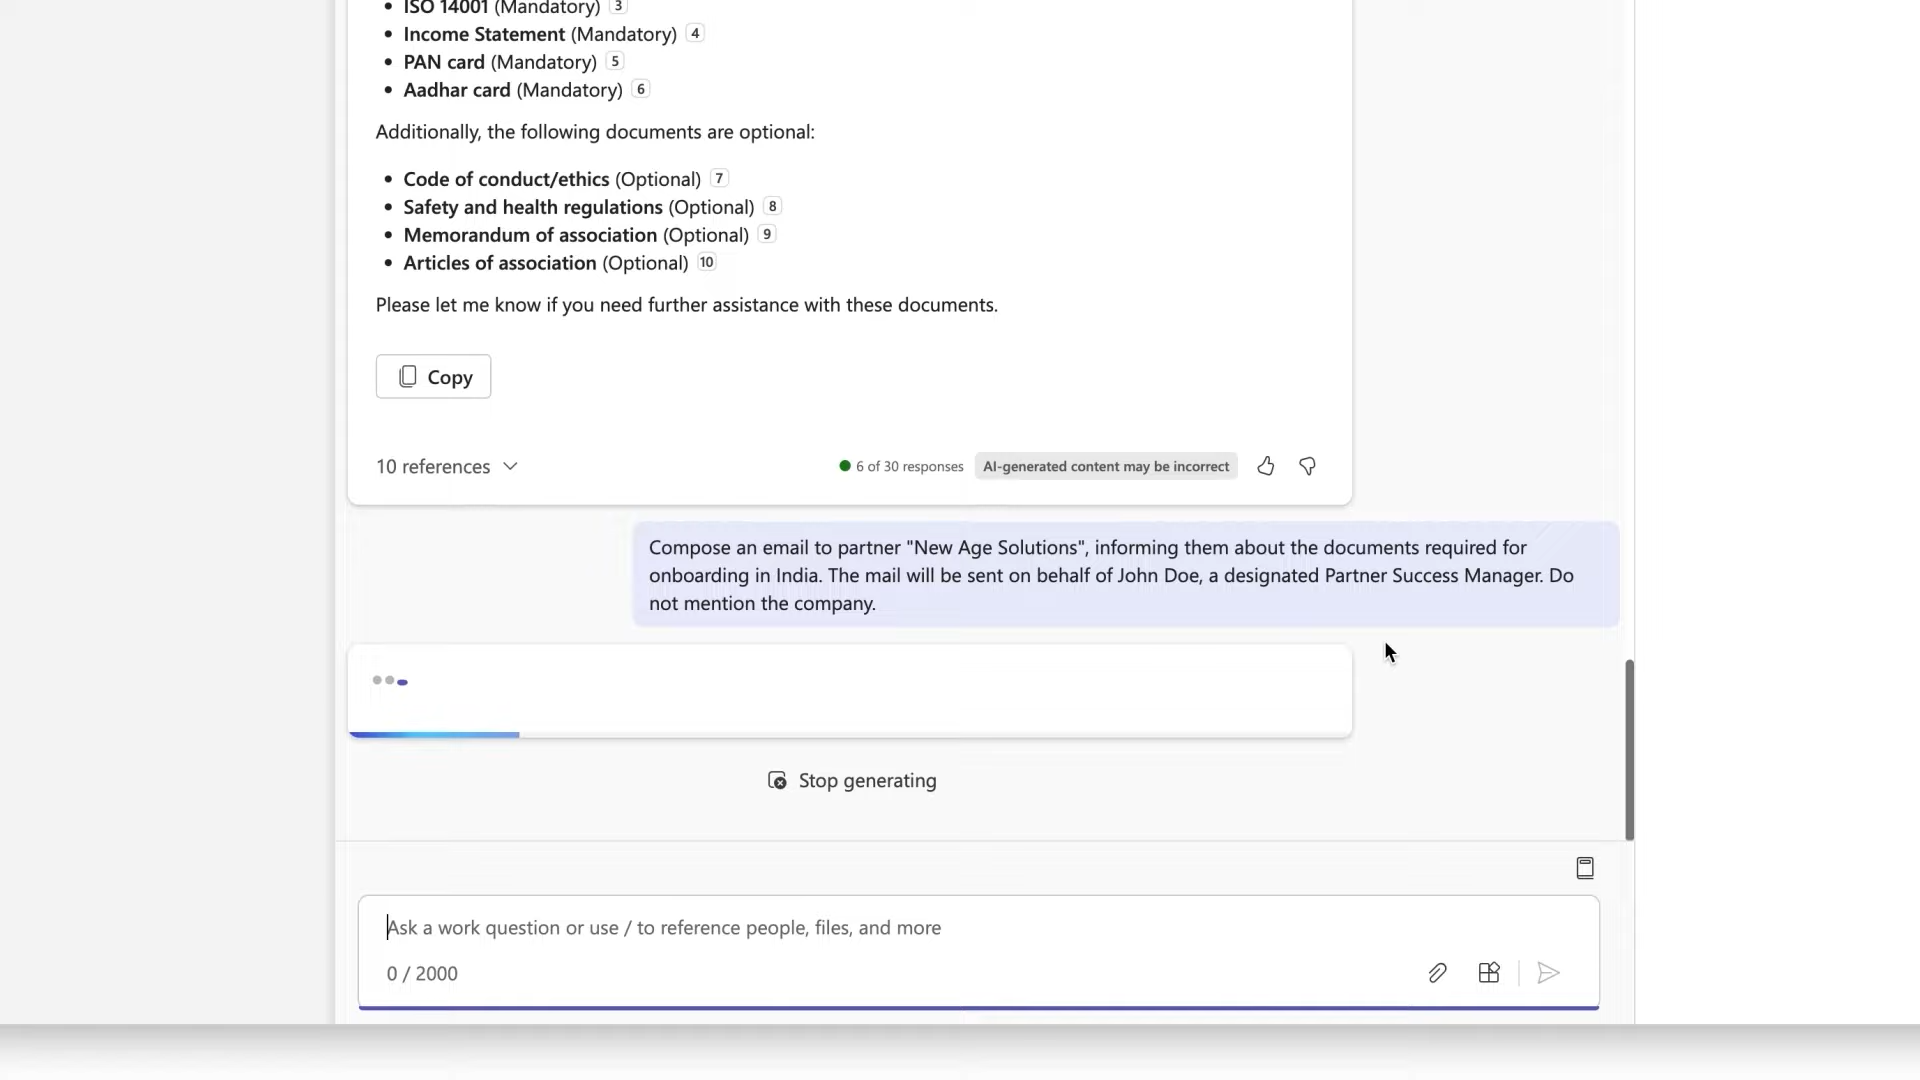 • ISO 14001 (Mandatory) 3
• Income Statement (Mandatory) 4
• PAN card (Mandatory) 5
• Aadhar card (Mandatory) 6
Additionally, the following documents are optional:
• Code of conduct/ethics (Optional) 7
• Safety and health regulations (Optional) 8
• Memorandum of association (Optional) 9
• Articles of association (Optional) 10
Please let me know if you need further assistance with these documents.
Copy
10 references
6 of 30 responses AI-generated content may be incorrect
Compose an email to partner "New Age Solutions", informing them about the documents required for
onboarding in India. The mail will be sent on behalf of John Doe, a designated Partner Success Manager. Do
not mention the company.
Stop generating
Ask a work question or use / to reference people, files, and more
0 / 2000